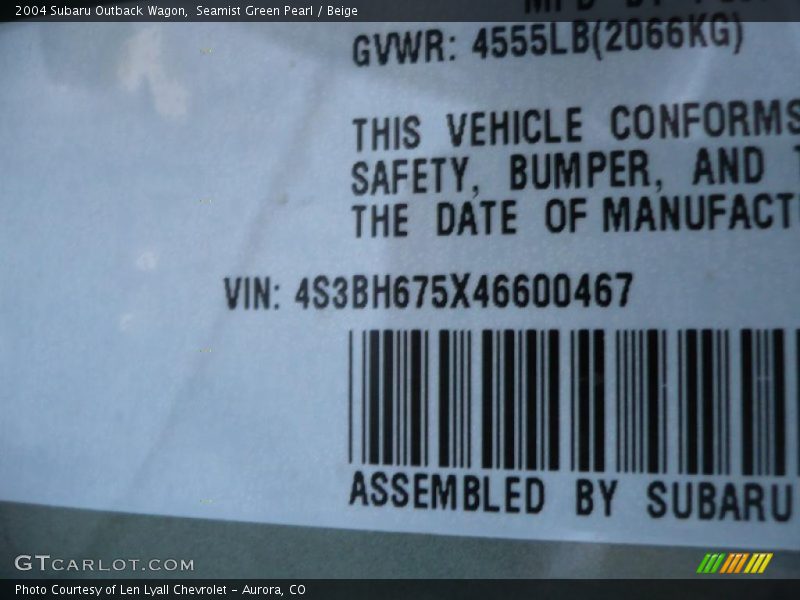 2004 Subaru Outback Wagon,  Seamist Green Pearl / Beige
GVWR: 4555LB(2066KG)
THIS VEHICLE CONFORMS
SAFETY, BUMPER, AND
THE DATE OF MANUFACT
VIN: 4S3BH675X46600467
ASSEMBLED BY SUBARU
GTCARLOT.COM
Photo Courtesy of Len Lyall Chevrolet – Aurora, CO